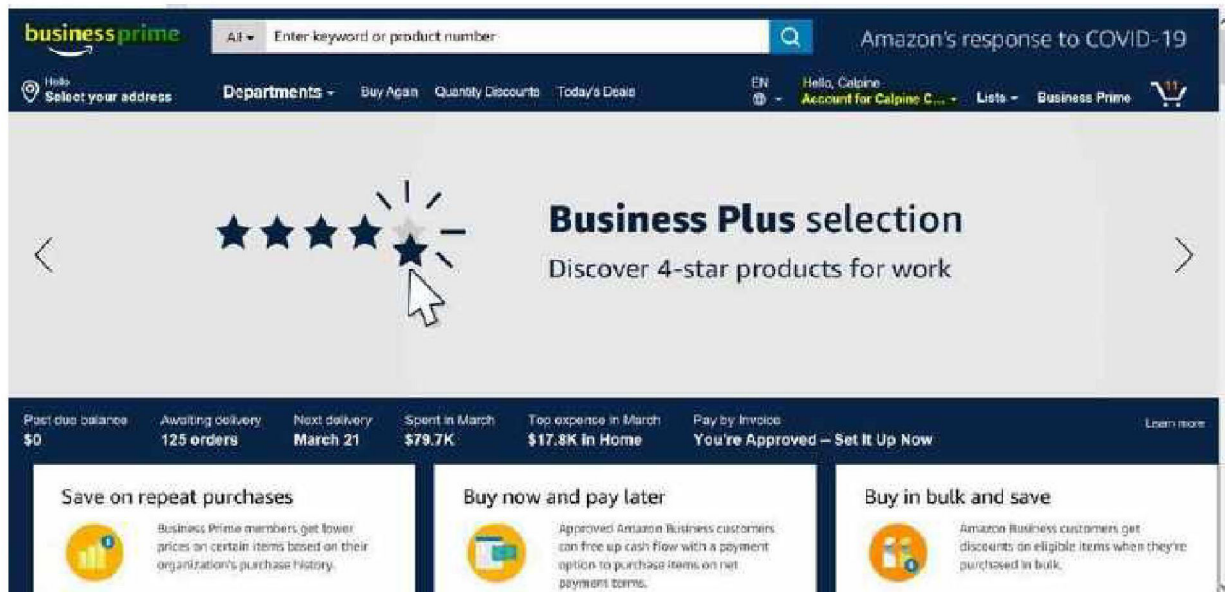 businessprime
All
Enter keyword or product number
Amazon's response to COVID-19
Hello
Select your address
Departments
Buy Again
Quantity Discounts
Today's Deals
EN
Hello, Calpine
Account for Calpine C...
Lists
Business Prime
11
Business Plus selection
Discover 4-star products for work
Past due balance
$0
Awaiting delivery
125 orders
Next delivery
March 21
Spent in March
$79.7K
Top expense in March
$17.8K in Home
Pay by Invoice
You're Approved – Set It Up Now
Learn more
Save on repeat purchases
Business Prime members get lower
prices on certain items based on their
organization's purchase history.
Buy now and pay later
Approved Amazon Business customers
can free up cash flow with a payment
option to purchase items on net
payment terms.
Buy in bulk and save
Amazon Business customers get
discounts on eligible items when they're
purchased in bulk.